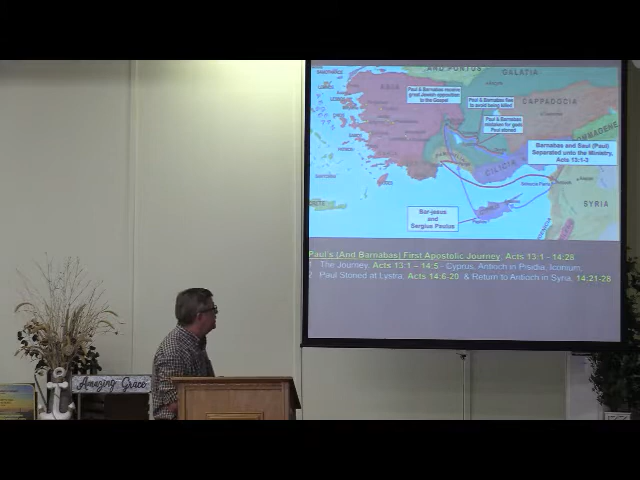 AND PONTUS
GALATIA
ASIA
Paul & Barnabas receive
great Jewish opposition
to the Gospel
Paul & Barnabas flee
to avoid being killed
CAPPADOCIA
Paul & Barnabas
mistaken for gods
Paul stoned
Barnabas and Saul (Paul)
Separated unto the Ministry,
Acts 13:1-3
CILICIA
SYRIA
Bar-jesus and
Sergius Paulus
Paul's (And Barnabas) First Apostolic Journey, Acts 13:1 – 14:28
1 The Journey, Acts 13:1 – 14:5 - Cyprus, Antioch in Pisidia, Iconium,
2 Paul Stoned at Lystra, Acts 14:6-20 & Return to Antioch in Syria, 14:21-28
Amazing Grace